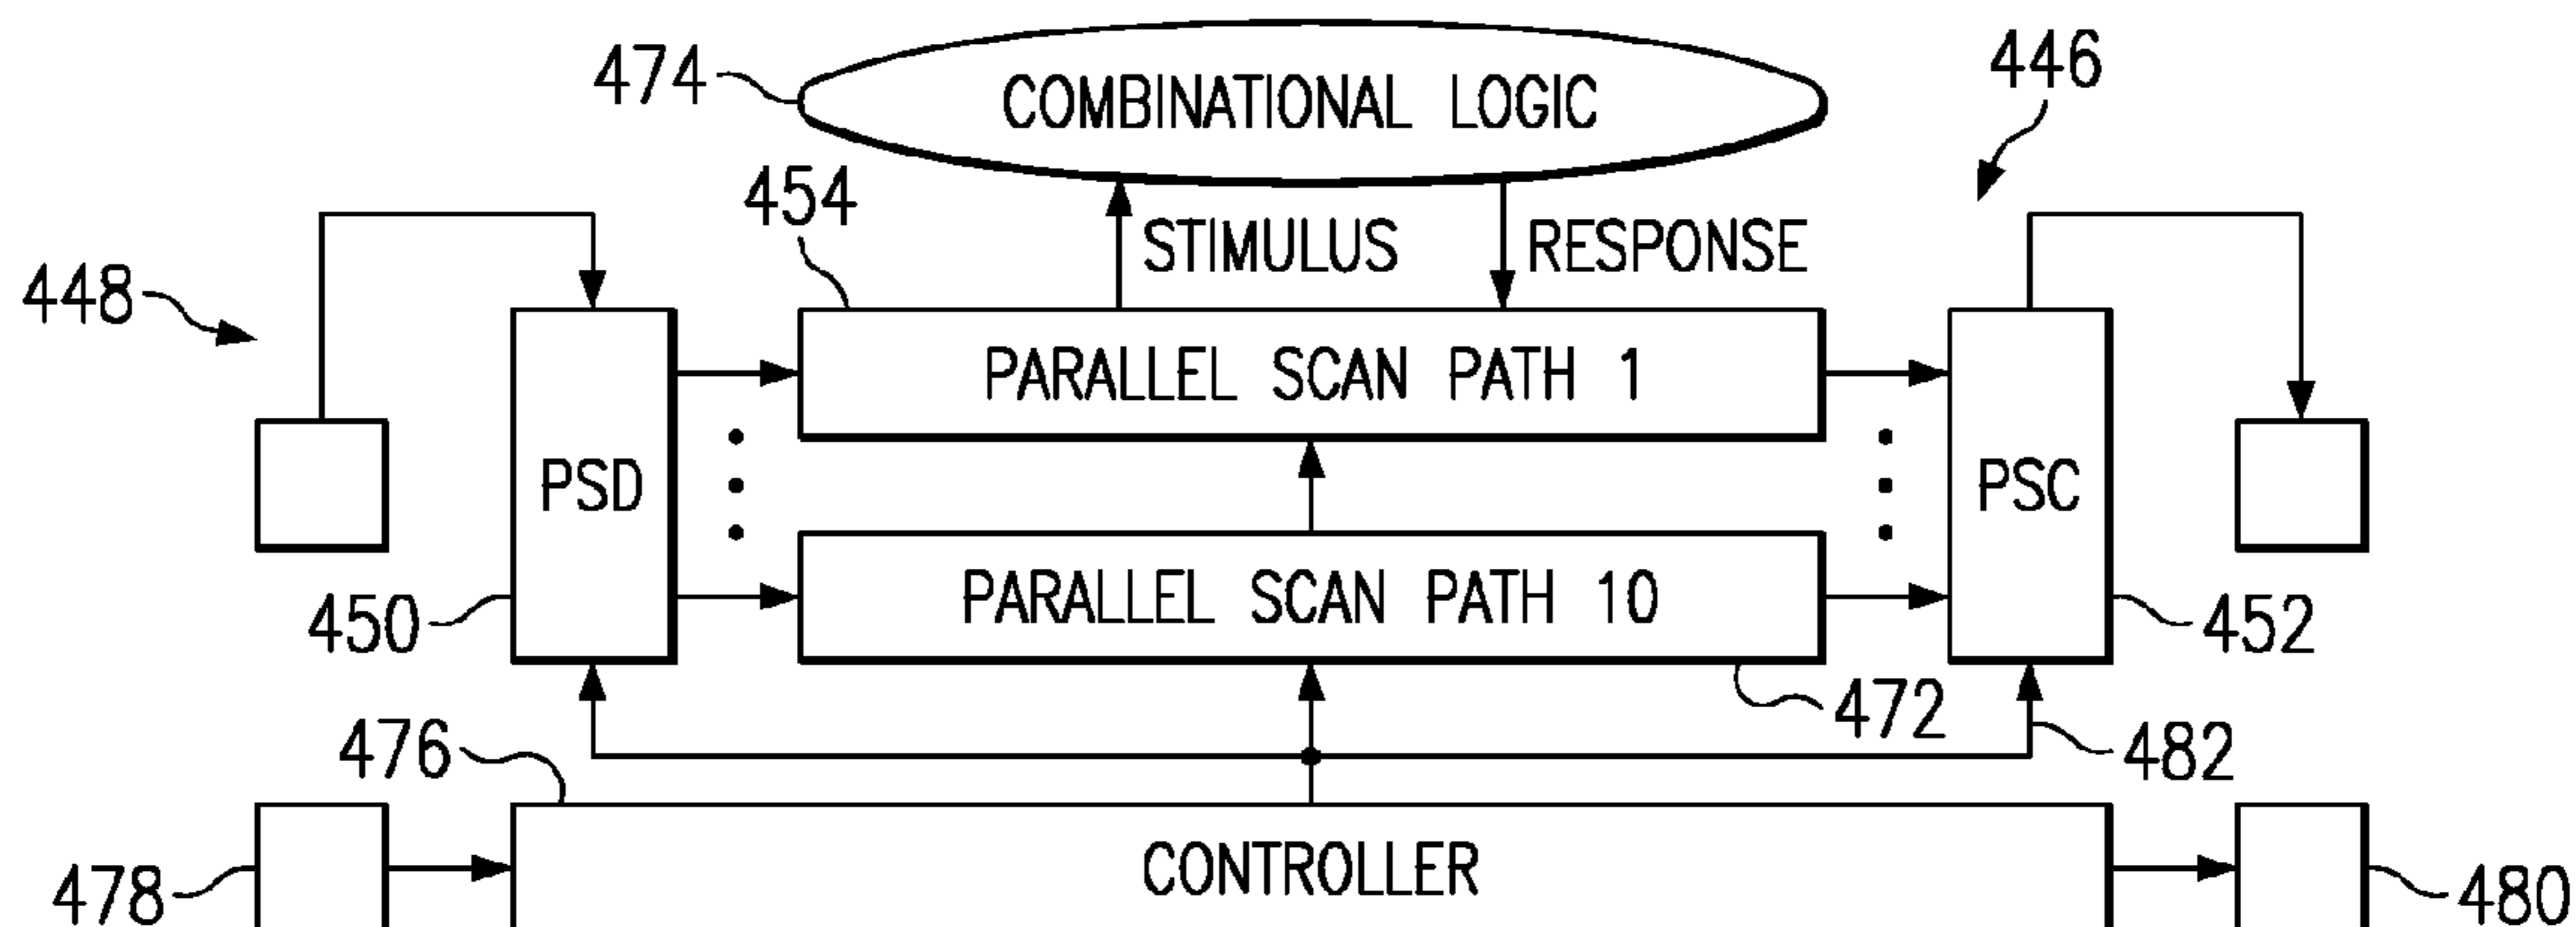 474
COMBINATIONAL LOGIC
446
454
STIMULUS
RESPONSE
448
PARALLEL SCAN PATH 1
PSD
PSC
PARALLEL SCAN PATH 10
450
452
472
476
482
CONTROLLER
478
480